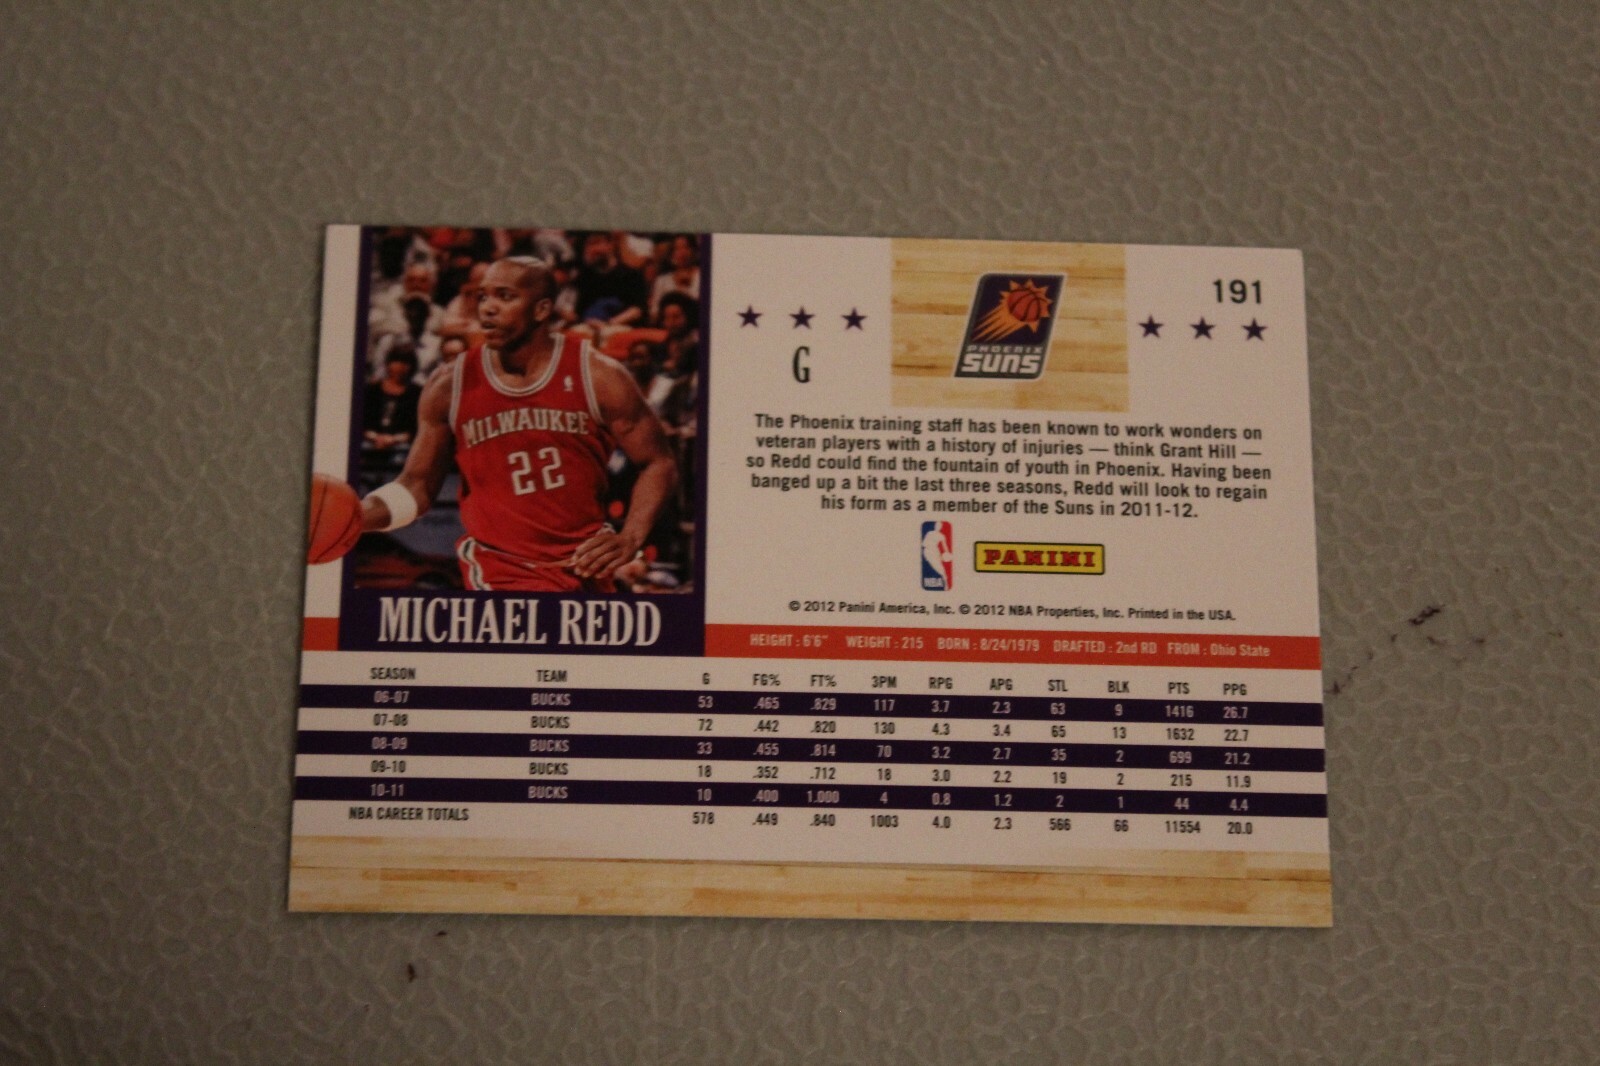 191
G
PHOENIX
SUNS
The Phoenix training staff has been known to work wonders on
veteran players with a history of injuries — think Grant Hill —
so Redd could find the fountain of youth in Phoenix. Having been
banged up a bit the last three seasons, Redd will look to regain
his form as a member of the Suns in 2011-12.
MILWAUKEE
22
NBA
PANINI
© 2012 Panini America, Inc. © 2012 NBA Properties, Inc. Printed in the USA.
MICHAEL REDD
HEIGHT : 6'6" WEIGHT : 215 BORN : 8/24/1979 DRAFTED : 2nd RD FROM : Ohio State
SEASON TEAM G FG% FT% 3PM RPG APG STL BLK PTS PPG
06-07 BUCKS 53 .465 .829 117 3.7 2.3 63 9 1416 26.7
07-08 BUCKS 72 .442 .820 130 4.3 3.4 65 13 1632 22.7
08-09 BUCKS 33 .455 .814 70 3.2 2.7 35 2 699 21.2
09-10 BUCKS 18 .352 .712 18 3.0 2.2 19 2 215 11.9
10-11 BUCKS 10 .400 1.000 4 0.8 1.2 2 1 44 4.4
NBA CAREER TOTALS 578 .449 .840 1003 4.0 2.3 566 66 11554 20.0